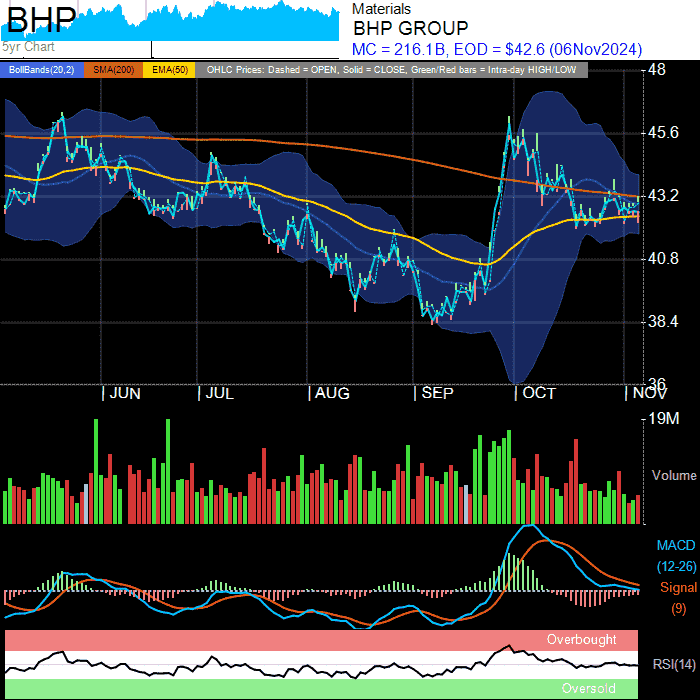 BHP
5yr Chart
Materials
BHP GROUP
MC = 216.1B, EOD = $42.6 (06Nov2024)
BollBands(20,2) SMA(200) EMA(50) OHLC Prices: Dashed = OPEN, Solid = CLOSE, Green/Red bars = Intra-day HIGH/LOW
48
45.6
43.2
40.8
38.4
36
JUN JUL AUG SEP OCT NOV
19M
Volume
MACD
(12-26)
Signal
(9)
Overbought
RSI(14)
Oversold